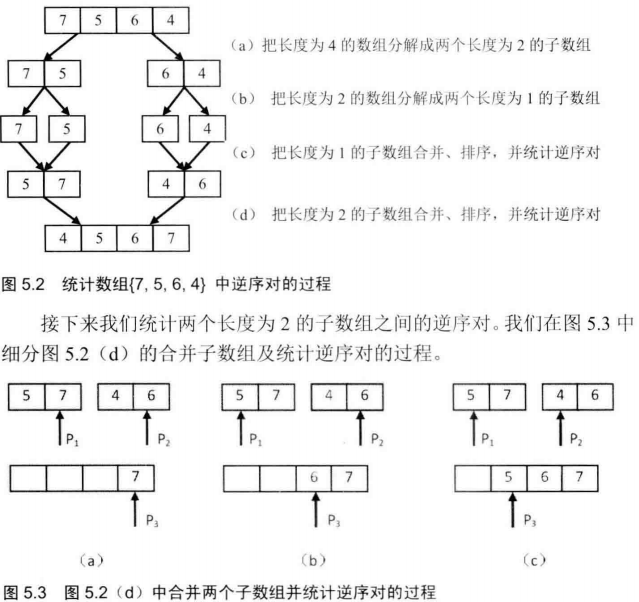 7 5 6 4
(a) 把长度为 4 的数组分解成两个长度为 2 的子数组
7 5 6 4
(b) 把长度为 2 的数组分解成两个长度为 1 的子数组
7 5 6 4
(c) 把长度为 1 的子数组合并、排序，并统计逆序对
5 7 4 6
(d) 把长度为 2 的子数组合并、排序，并统计逆序对
4 5 6 7
图 5.2 统计数组{7, 5, 6, 4} 中逆序对的过程
接下来我们统计两个长度为 2 的子数组之间的逆序对。我们在图 5.3 中
细分图 5.2（d）的合并子数组及统计逆序对的过程。
5 7 4 6 5 7 4 6 5 7 4 6
P1 P2 P1 P2 P1 P2
7 6 7 5 6 7
P3 P3 P3
(a) (b) (c)
图 5.3 图 5.2（d）中合并两个子数组并统计逆序对的过程